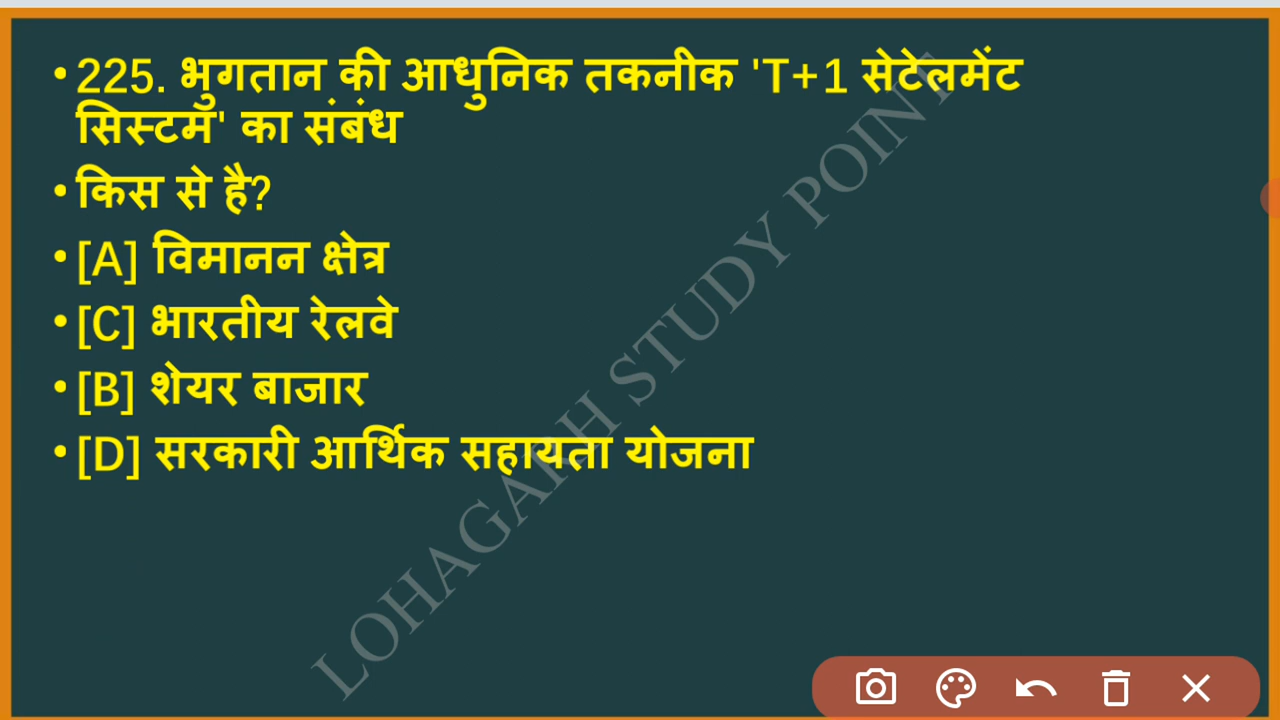 • 225. भुगतान की आधुनिक तकनीक 'T+1 सेटेलमेंट
सिस्टम' का संबंध
• किस से है?
• [A] विमानन क्षेत्र
• [C] भारतीय रेलवे
• [B] शेयर बाजार
• [D] सरकारी आर्थिक सहायता योजना
LOHAGARH STUDY POINT